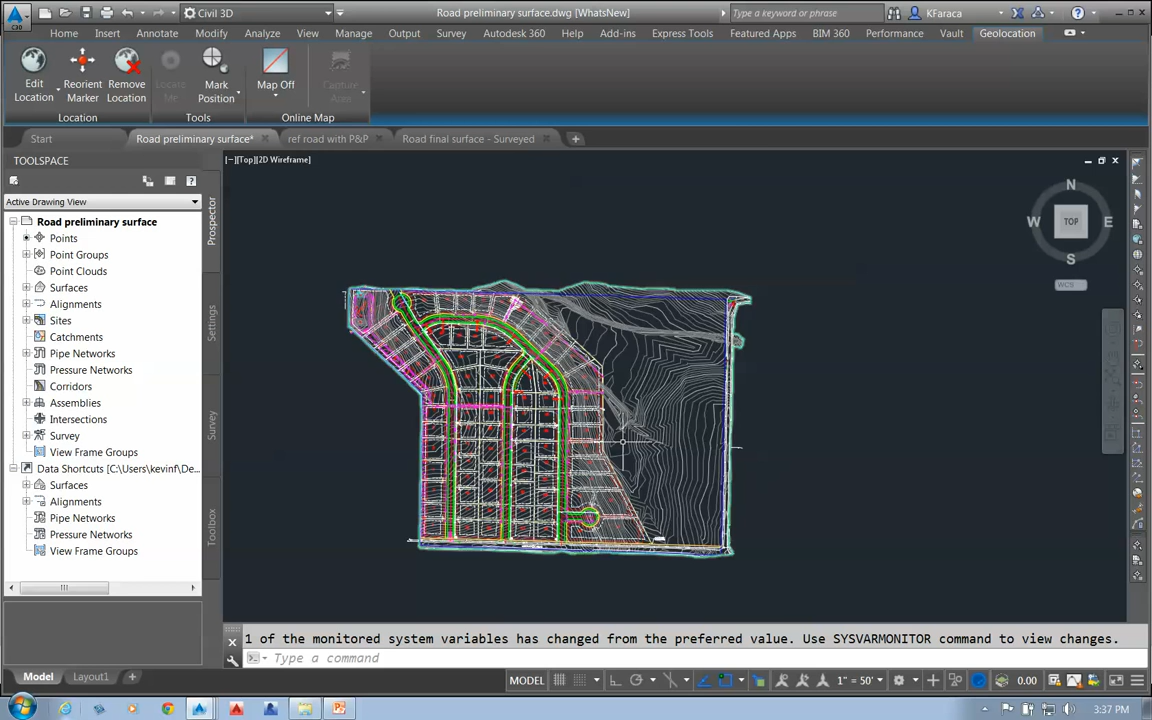 Civil 3D
Road preliminary surface.dwg [WhatsNew]
Type a keyword or phrase
KFaraca
C3D
Home Insert Annotate Modify Analyze View Manage Output Survey Autodesk 360 Help Add-ins Express Tools Featured Apps BIM 360 Performance Vault Geolocation
Edit Location
Reorient Marker
Remove Location
Locate Me
Mark Position
Map Off
Capture Area
Location
Tools
Online Map
Start
Road preliminary surface*
ref road with P&P
Road final surface - Surveyed
TOOLSPACE
[−][Top][2D Wireframe]
Active Drawing View
Prospector
Settings
Survey
Toolbox
Road preliminary surface
Points
Point Groups
Point Clouds
Surfaces
Alignments
Sites
Catchments
Pipe Networks
Pressure Networks
Corridors
Assemblies
Intersections
Survey
View Frame Groups
Data Shortcuts [C:\Users\kevinf\De...
Surfaces
Alignments
Pipe Networks
Pressure Networks
View Frame Groups
N
W
TOP
E
S
WCS
1 of the monitored system variables has changed from the preferred value. Use SYSVARMONITOR command to view changes.
Type a command
Model
Layout1
MODEL
1" = 50'
0.00
3:37 PM